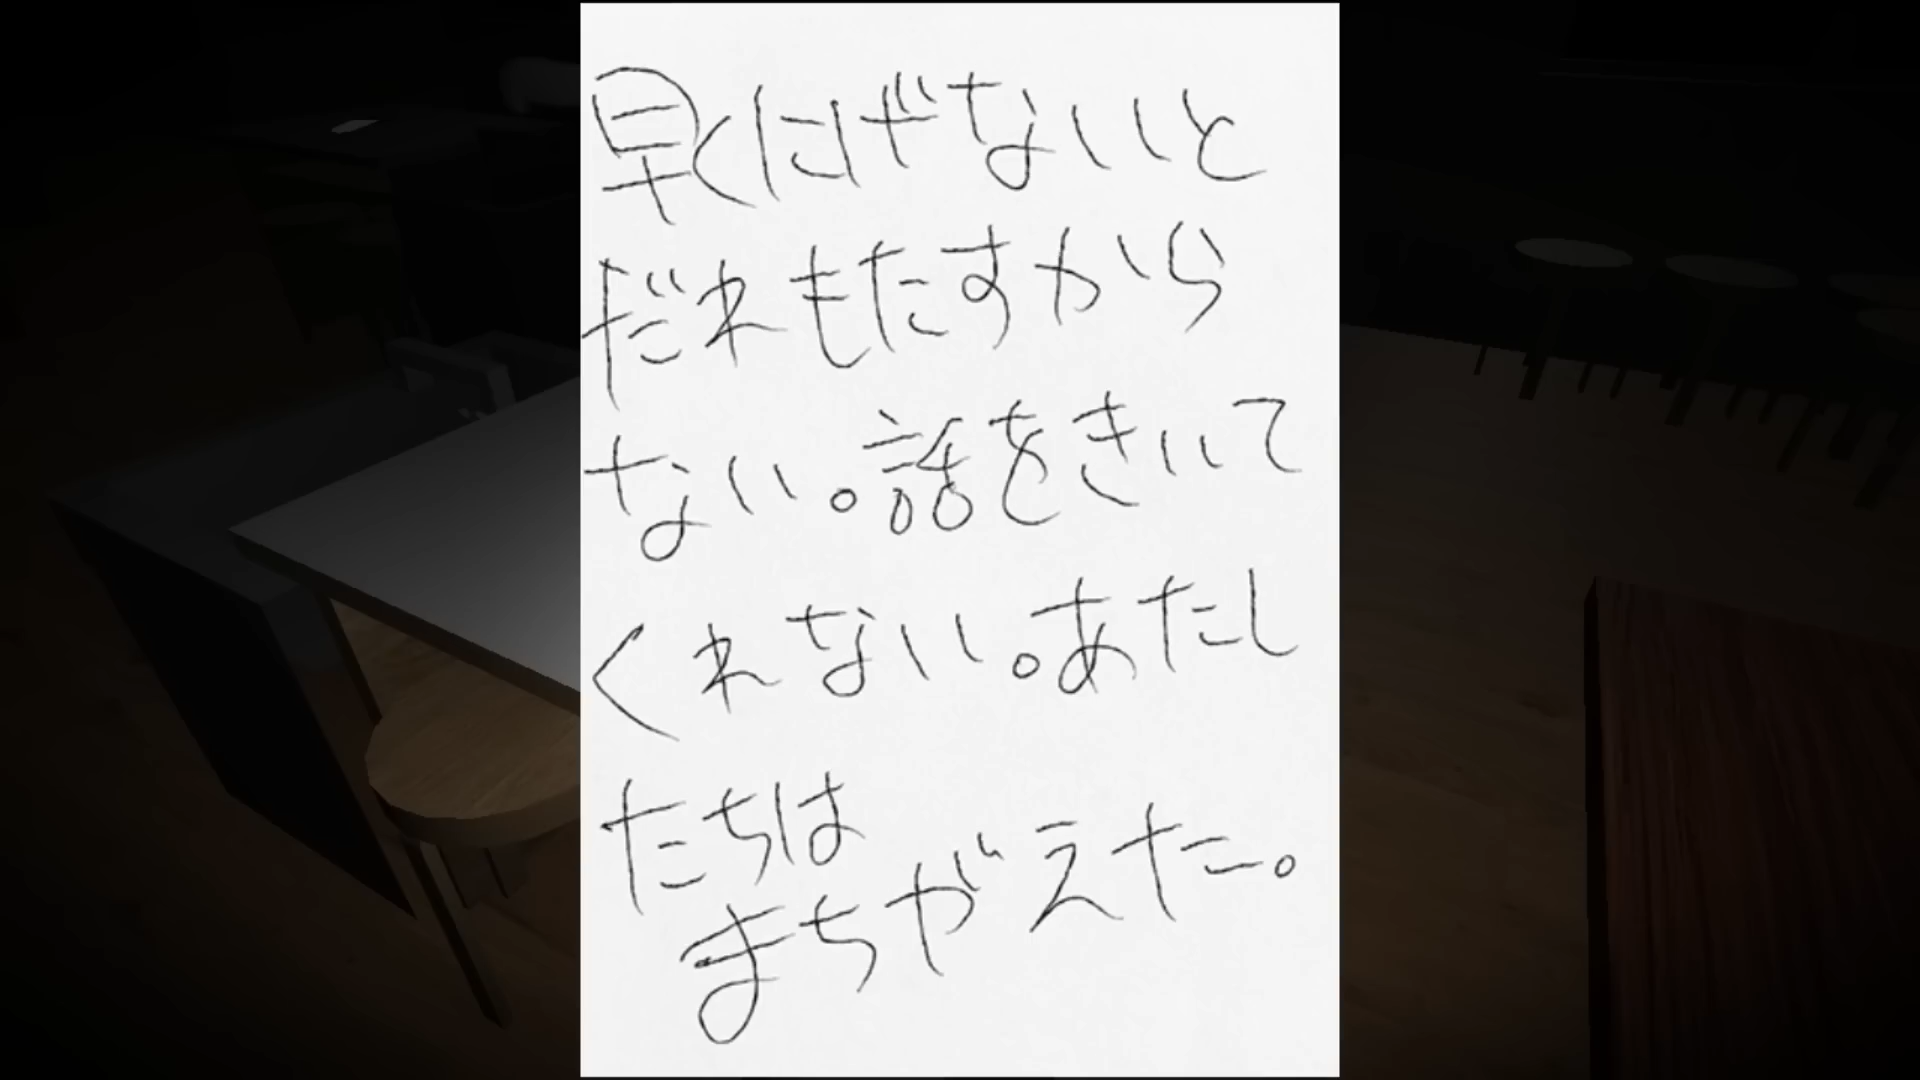 早くにげないと
だれもたすから
ない。話をきいて
くれない。あたし
たちは
まちがえた。